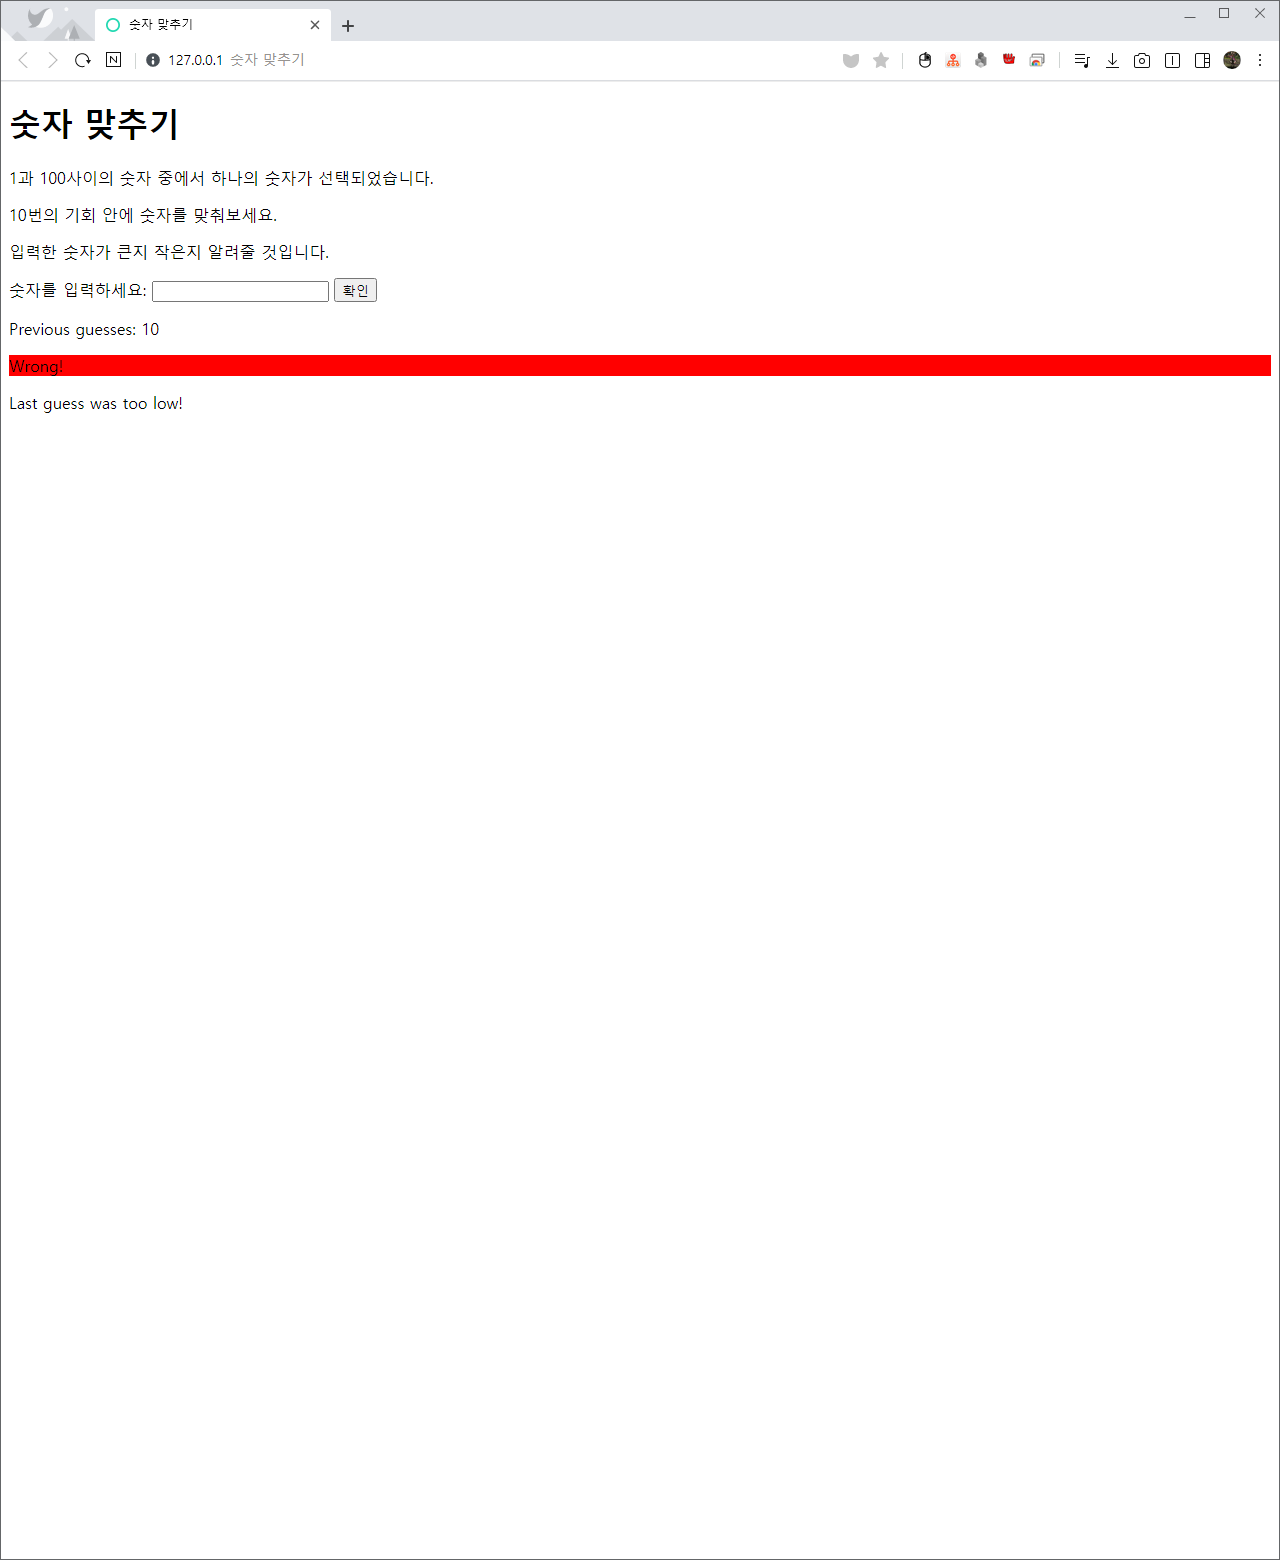 숫자 맞추기
127.0.0.1 숫자 맞추기
숫자 맞추기
1과 100사이의 숫자 중에서 하나의 숫자가 선택되었습니다.
10번의 기회 안에 숫자를 맞춰보세요.
입력한 숫자가 큰지 작은지 알려줄 것입니다.
숫자를 입력하세요: 확인
Previous guesses: 10
Wrong!
Last guess was too low!